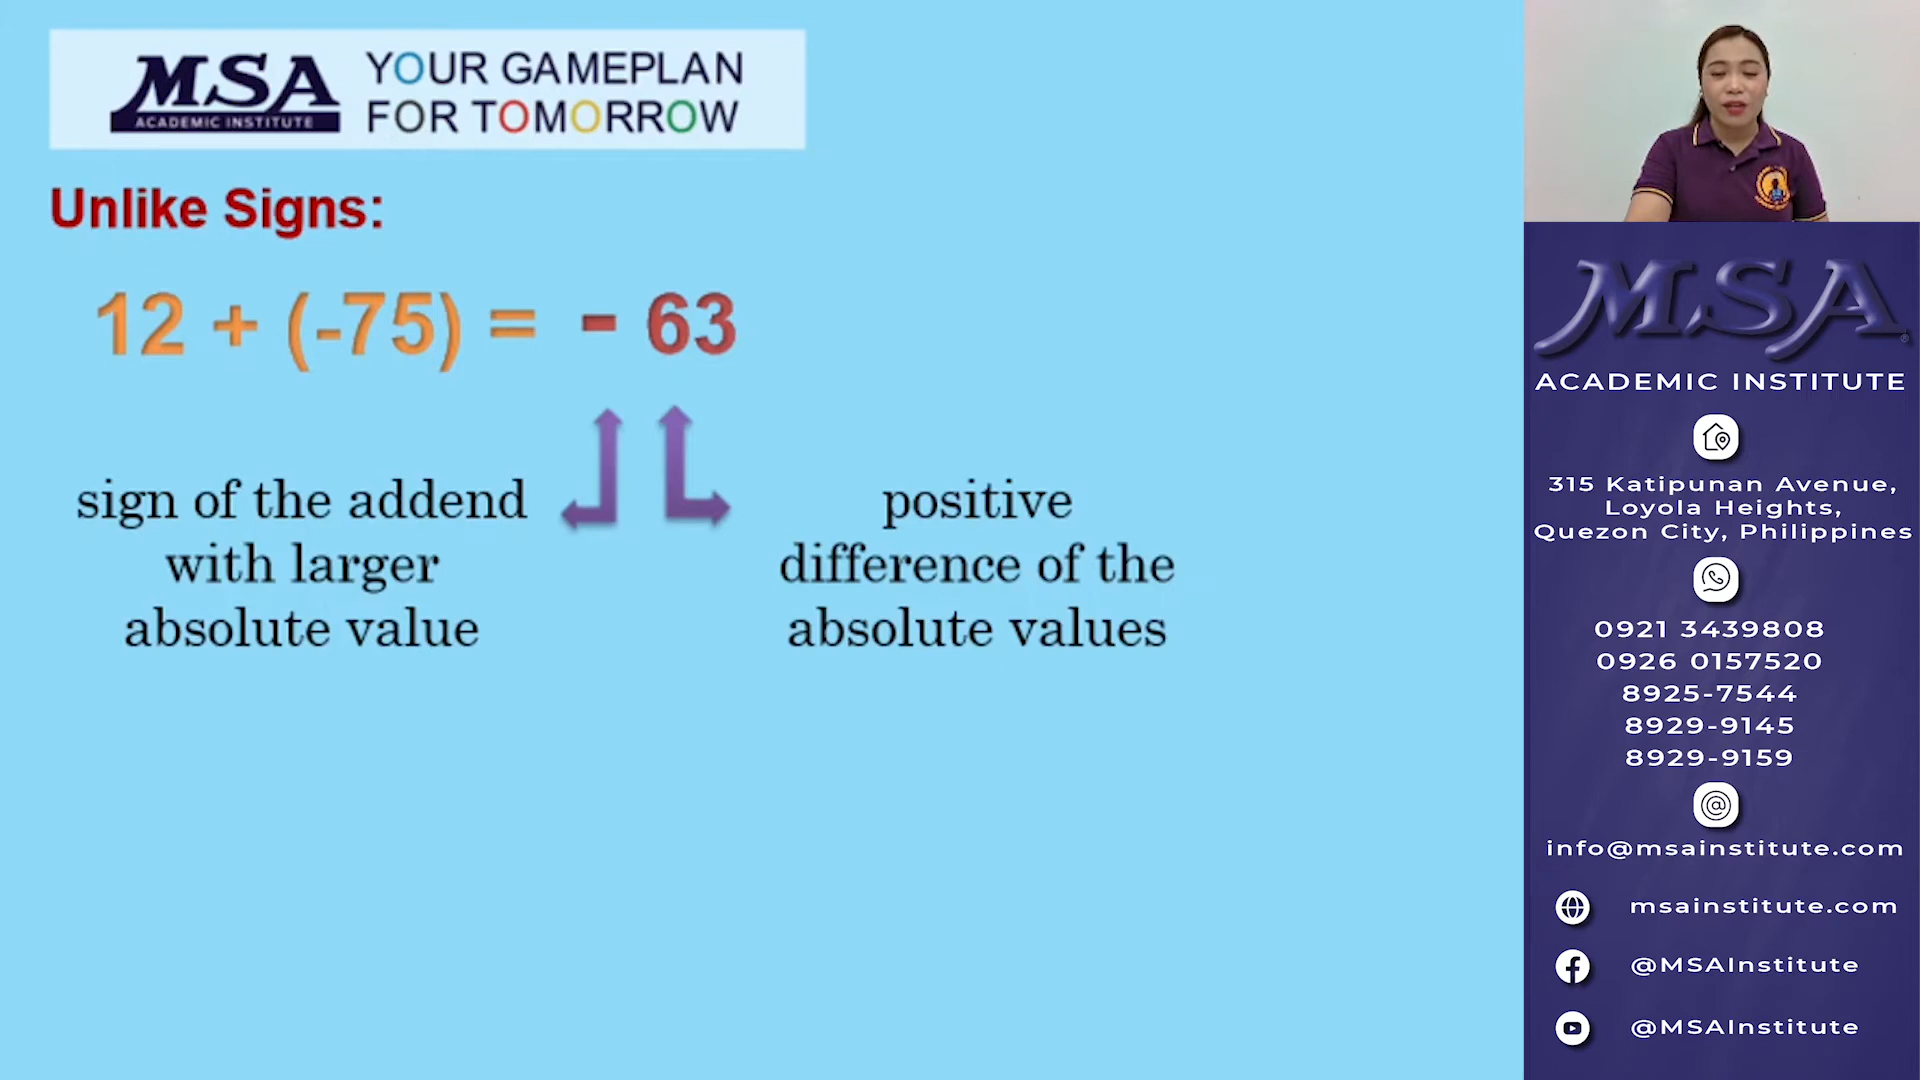 MSA
ACADEMIC INSTITUTE
YOUR GAMEPLAN
FOR TOMORROW
Unlike Signs:
12 + (-75) = - 63
sign of the addend
with larger
absolute value
positive
difference of the
absolute values
MSA
ACADEMIC INSTITUTE
315 Katipunan Avenue,
Loyola Heights,
Quezon City, Philippines
0921 3439808
0926 0157520
8925-7544
8929-9145
8929-9159
info@msainstitute.com
msainstitute.com
@MSAInstitute
@MSAInstitute